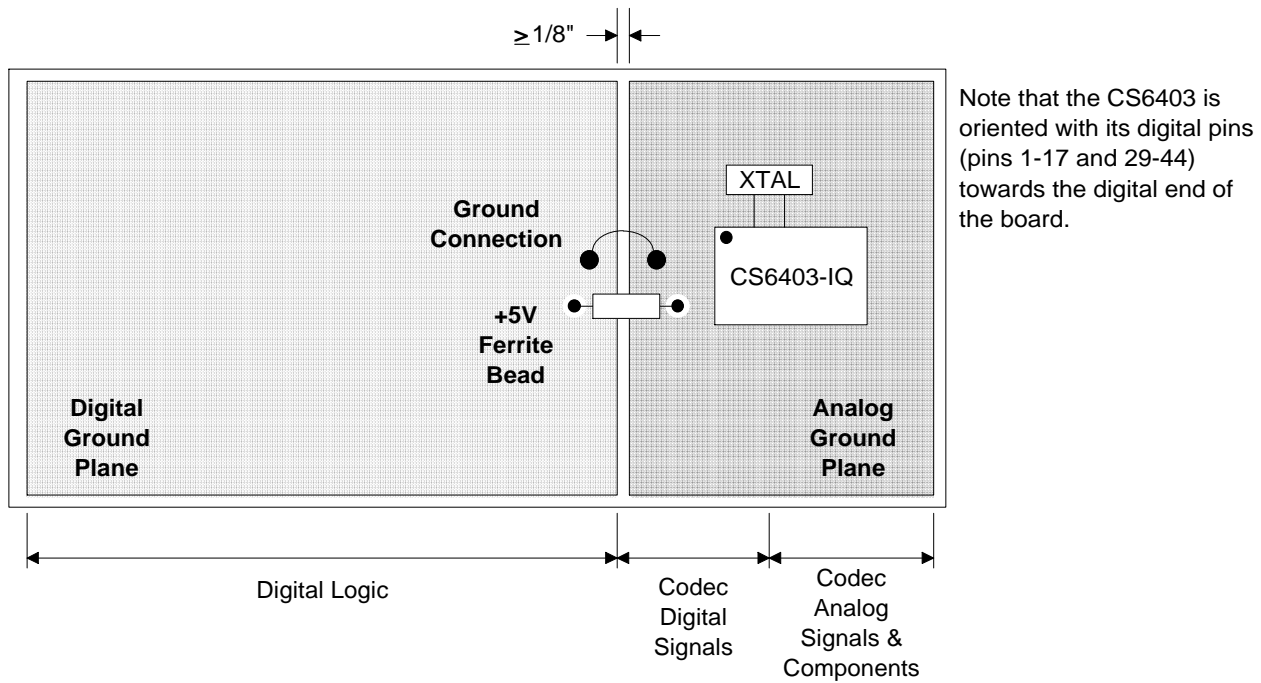 ≥1/8"
Note that the CS6403 is
oriented with its digital pins
(pins 1-17 and 29-44)
towards the digital end of
the board.
XTAL
Ground
Connection
CS6403-IQ
+5V
Ferrite
Bead
Digital
Ground
Plane
Analog
Ground
Plane
Digital Logic
Codec
Digital
Signals
Codec
Analog
Signals &
Components